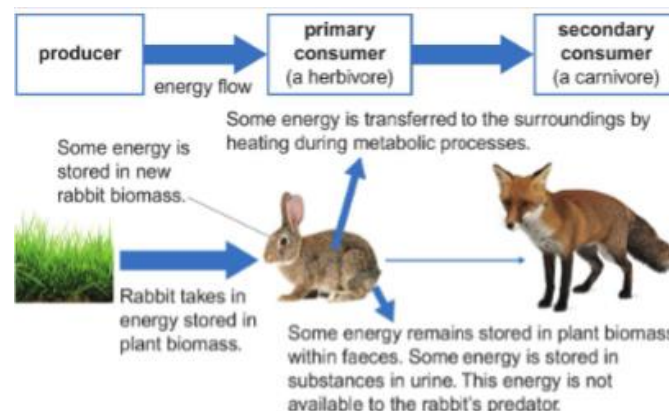 producer
energy flow
primary
consumer
(a herbivore)
secondary
consumer
(a carnivore)
Some energy is transferred to the surroundings by
heating during metabolic processes.
Some energy is
stored in new
rabbit biomass.
Rabbit takes in
energy stored in
plant biomass.
Some energy remains stored in plant biomass
within faeces. Some energy is stored in
substances in urine. This energy is not
available to the rabbit's predator.